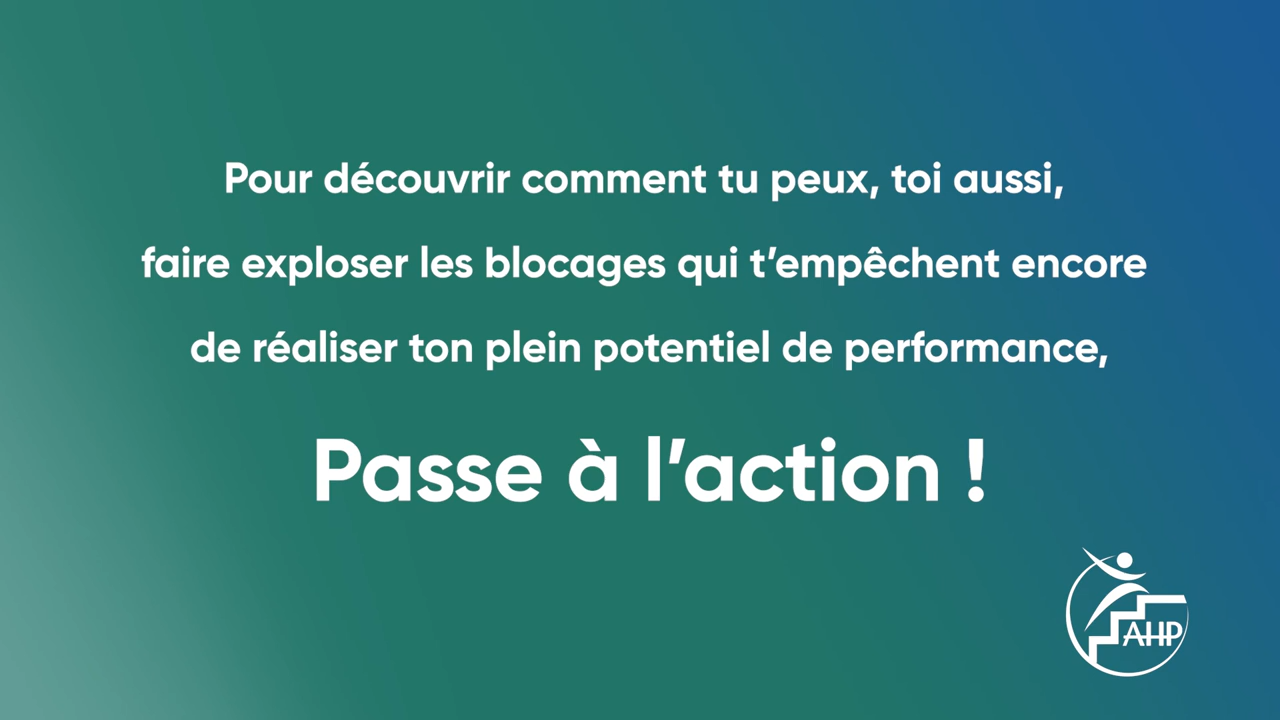 Pour découvrir comment tu peux, toi aussi,
faire exploser les blocages qui t’empêchent encore
de réaliser ton plein potentiel de performance,
Passe à l’action !
AHP